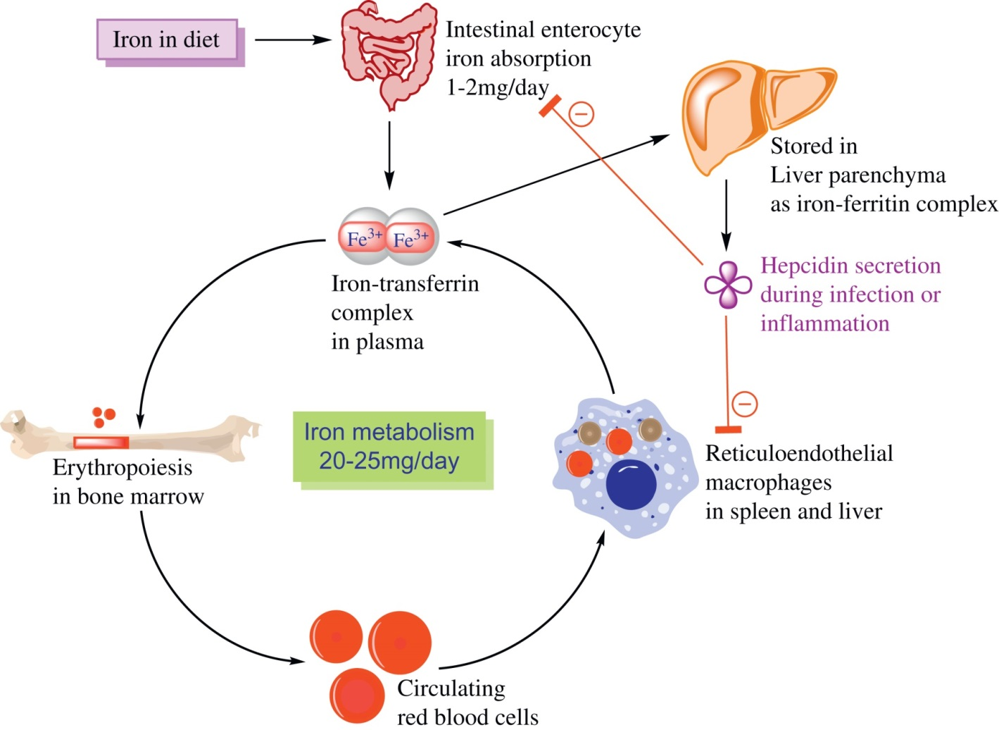 Iron in diet
Intestinal enterocyte
iron absorption
1-2mg/day
−
Stored in
Liver parenchyma
as iron-ferritin complex
Fe3+ Fe3+
Iron-transferrin
complex
in plasma
Hepcidin secretion
during infection or
inflammation
−
Iron metabolism
20-25mg/day
Erythropoiesis
in bone marrow
Reticuloendothelial
macrophages
in spleen and liver
Circulating
red blood cells